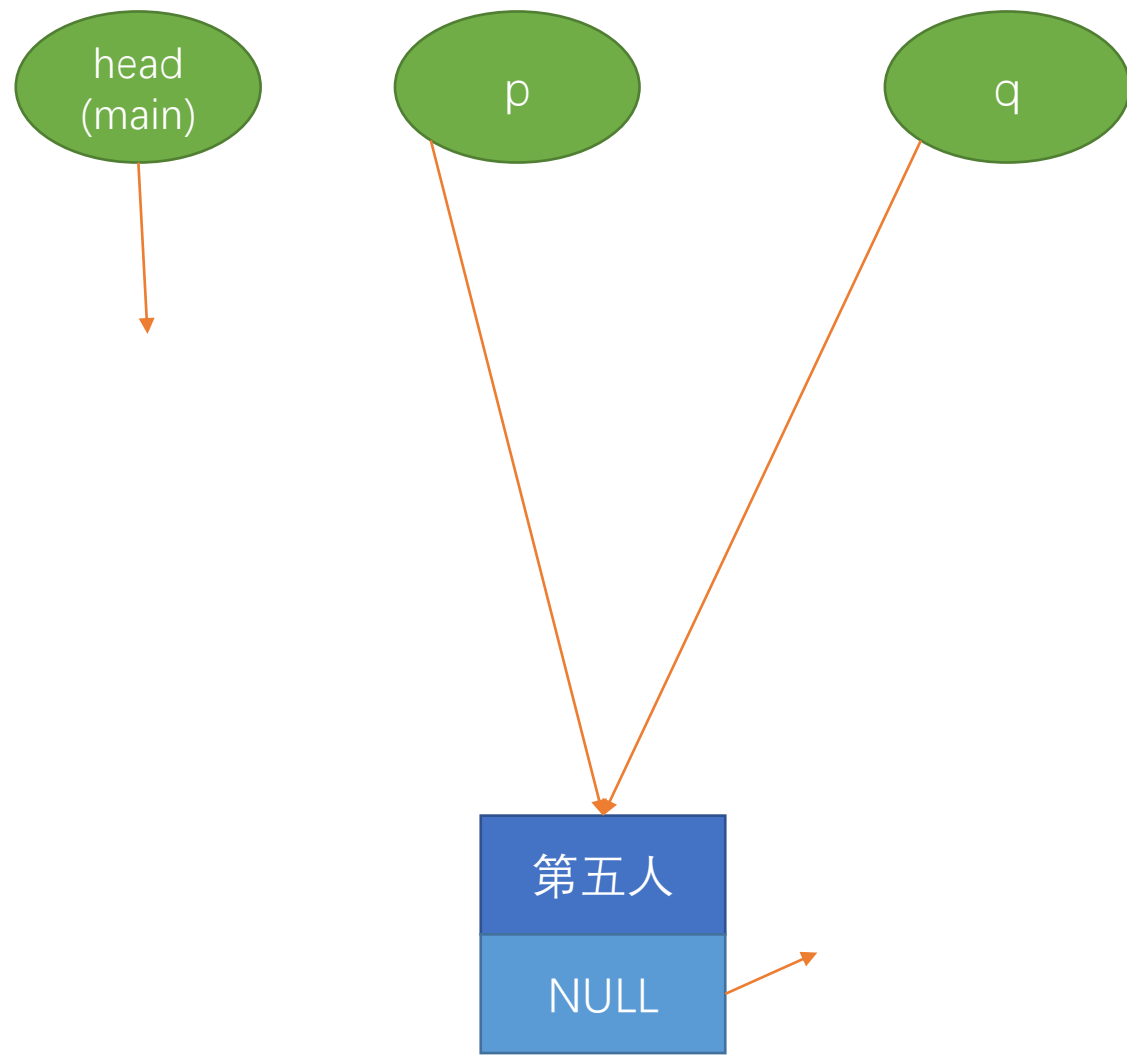 head
(main)
p
q
第五人
NULL